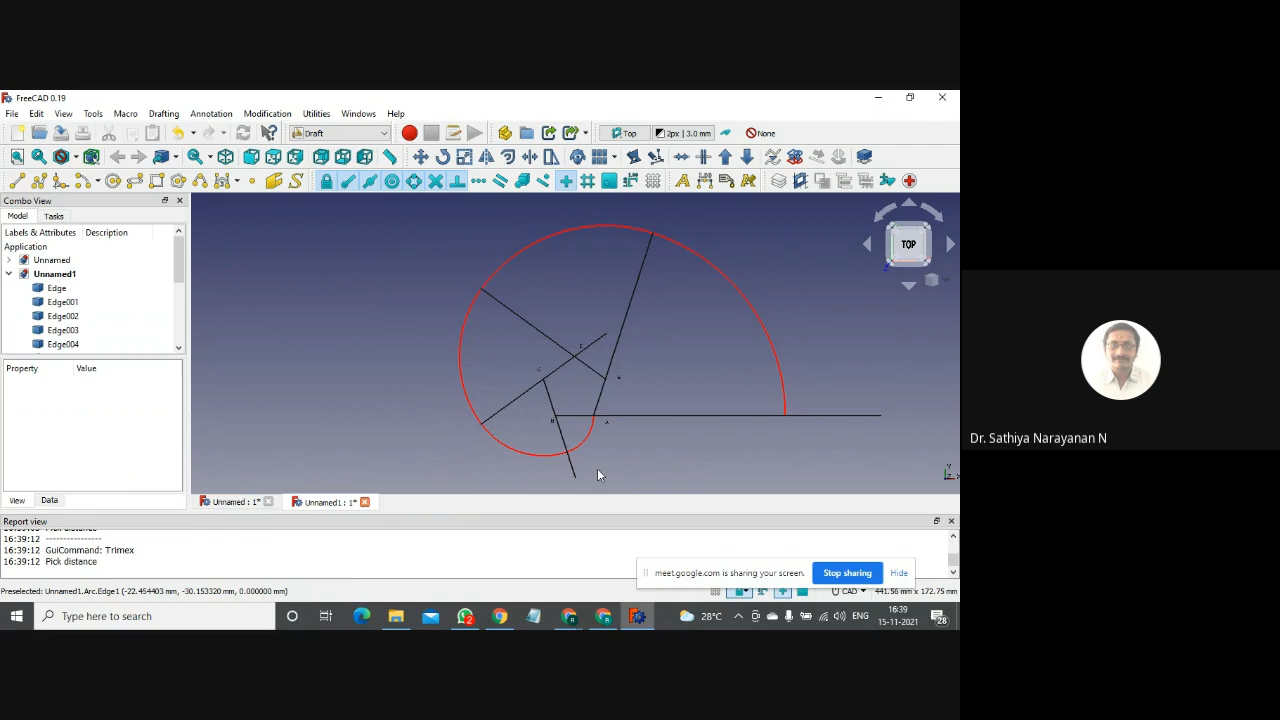 FreeCAD 0.19
File Edit View Tools Macro Drafting Annotation Modification Utilities Windows Help
Draft Top 2px | 3.0 mm None
Combo View
Model Tasks
Labels & Attributes Description
Application
Unnamed
Unnamed1
Edge
Edge001
Edge002
Edge003
Edge004
Property Value
TOP
Dr. Sathiya Narayanan N
B A
Y
View Data
Unnamed : 1* Unnamed1 : 1*
Report view
Pick distance
16:39:12 ----------------
16:39:12 GuiCommand: Trimex
16:39:12 Pick distance
meet.google.com is sharing your screen. Stop sharing Hide
Preselected: Unnamed1.Arc.Edge1 (-22.454403 mm, -30.153320 mm, 0.000000 mm)
CAD 441.56 mm x 172.75 mm
Type here to search
28°C ENG
16:39
15-11-2021
28